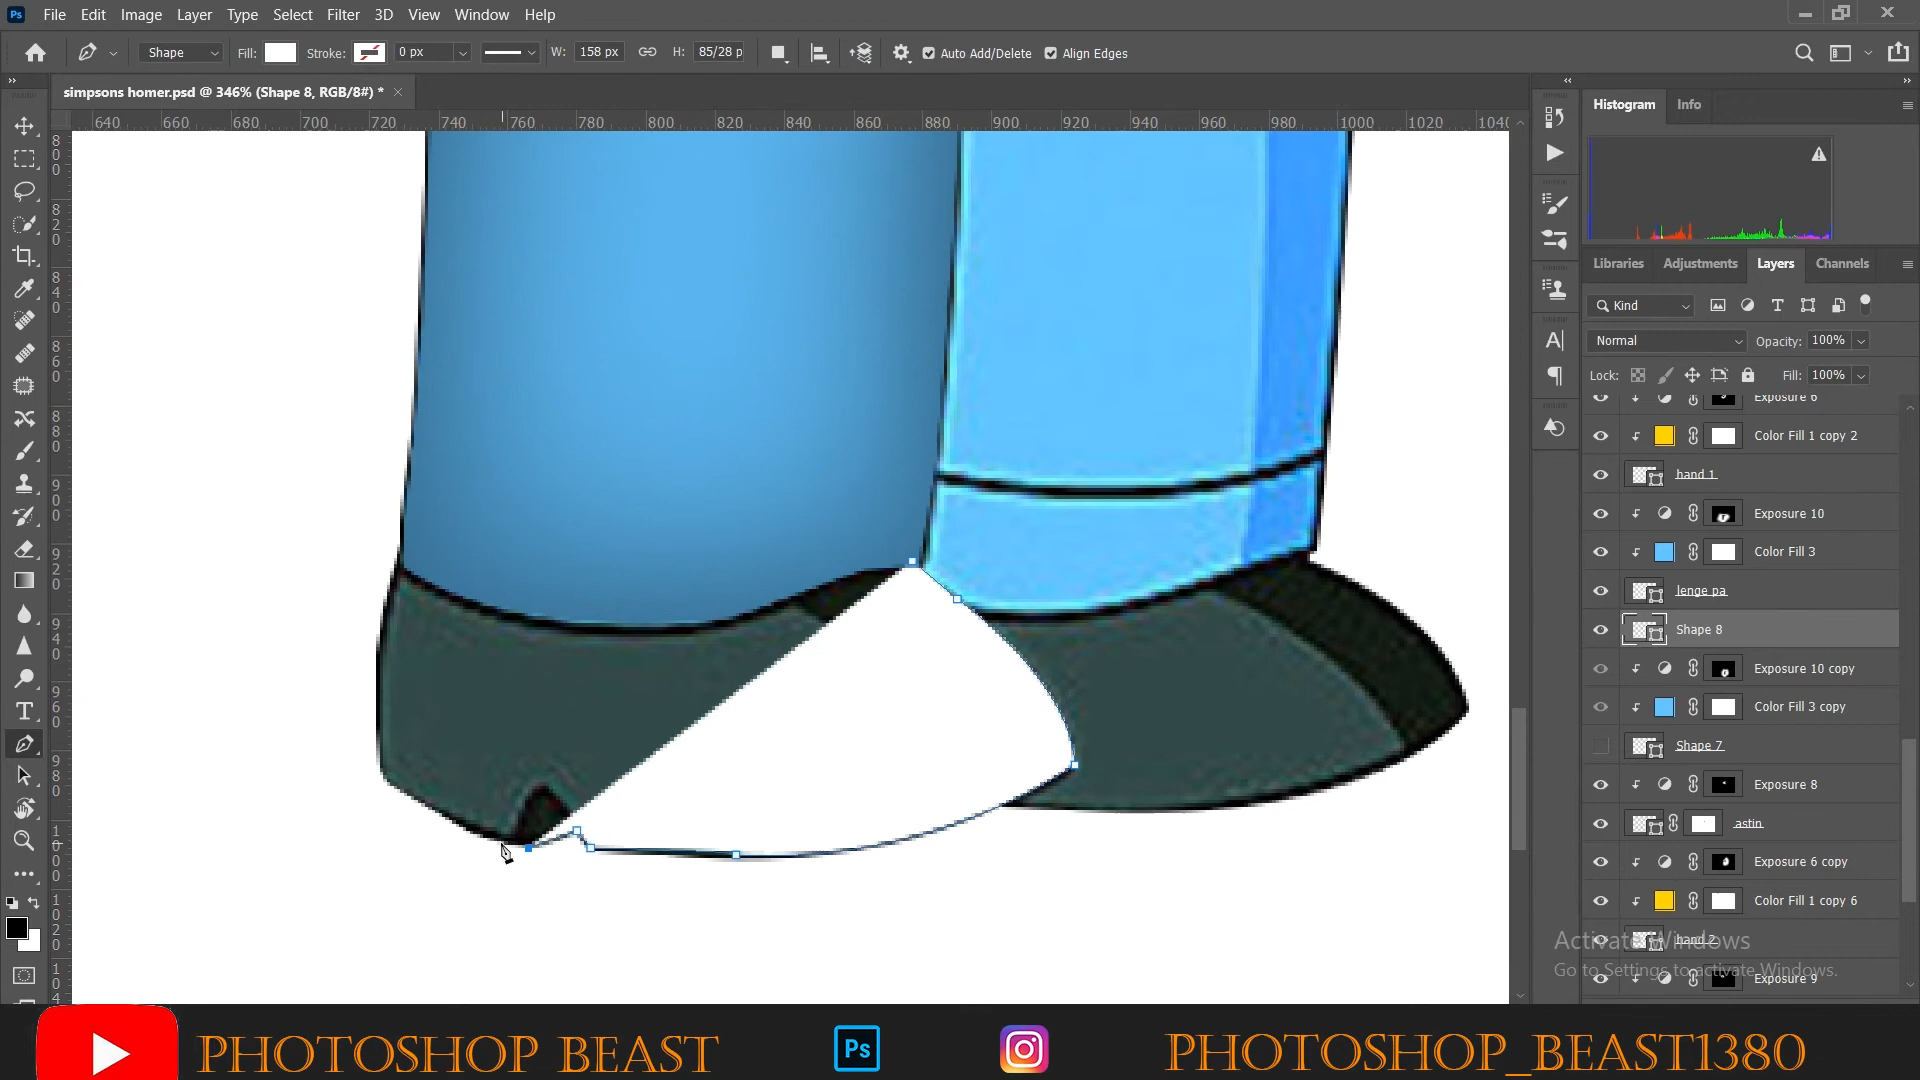 Ps File Edit Image Layer Type Select Filter 3D View Window Help
Shape Fill: Stroke: 0 px W: 158 px H: 85/28 p Auto Add/Delete Align Edges
simpsons homer.psd @ 346% (Shape 8, RGB/8#) * ×
640 660 680 700 720 740 760 780 800 820 840 860 880 900 920 940 960 980 1000 1020 1040
Histogram Info
Libraries Adjustments Layers Channels
Kind
Normal Opacity: 100%
Lock: Fill: 100%
Exposure 6
Color Fill 1 copy 2
hand 1
Exposure 10
Color Fill 3
lenge pa
Shape 8
Exposure 10 copy
Color Fill 3 copy
Shape 7
Exposure 8
astin
Exposure 6 copy
Color Fill 1 copy 6
hand 2
Exposure 9
Activate Windows
Go to Settings to activate Windows.
PHOTOSHOP BEAST Ps PHOTOSHOP_BEAST1380